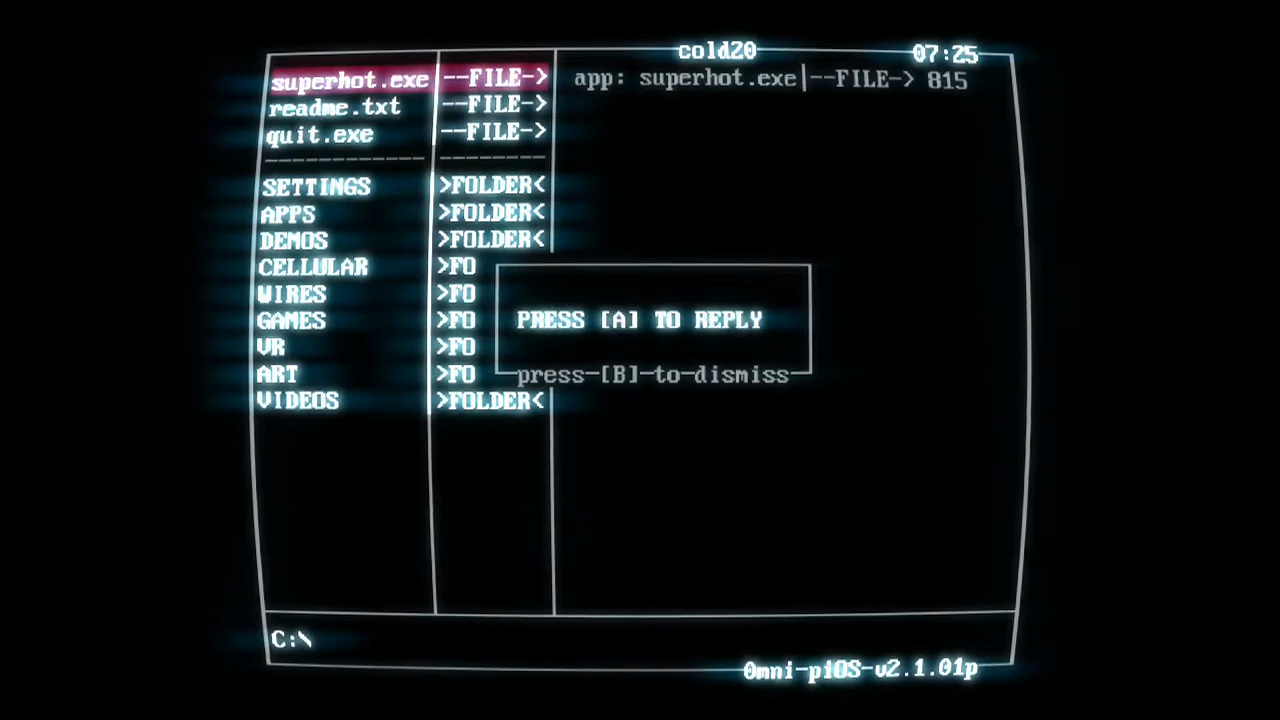 cold20 07:25
superhot.exe --FILE-> app: superhot.exe|--FILE-> 815
readme.txt --FILE->
quit.exe --FILE->
------------- --------
SETTINGS >FOLDER<
APPS >FOLDER<
DEMOS >FOLDER<
CELLULAR >FO
WIRES >FO
GAMES >FO PRESS [A] TO REPLY
VR >FO
ART >FO press-[B]-to-dismiss
VIDEOS >FOLDER<
C:\
0mni-piOS-v2.1.01p